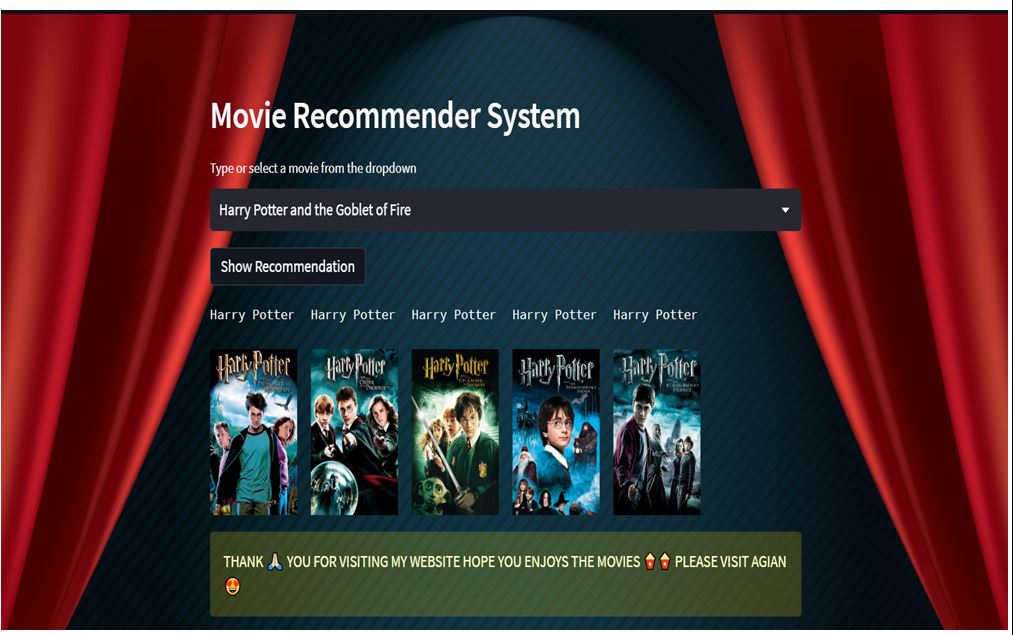 Movie Recommender System
Type or select a movie from the dropdown
Harry Potter and the Goblet of Fire
Show Recommendation
Harry Potter Harry Potter Harry Potter Harry Potter Harry Potter
Harry Potter Harry Potter Harry Potter Harry Potter Harry Potter
THANK 🙏🏻 YOU FOR VISITING MY WEBSITE HOPE YOU ENJOYS THE MOVIES 🍿🍿 PLEASE VISIT AGIAN
😍